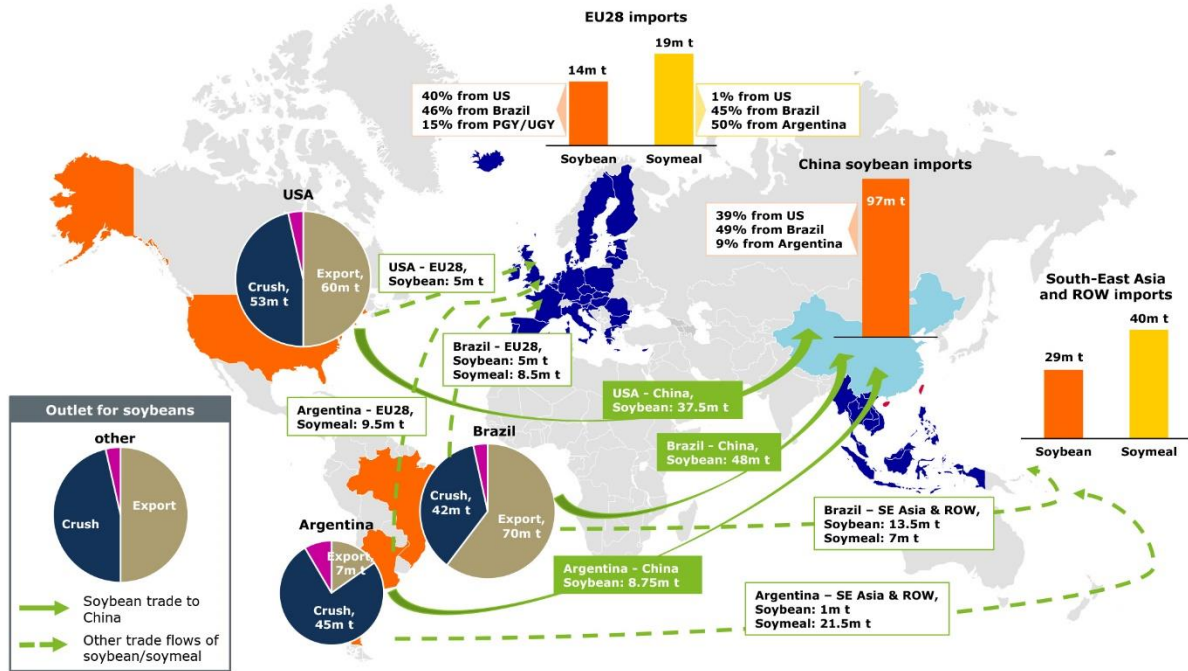 EU28 imports
19m t
14m t
40% from US
46% from Brazil
15% from PGY/UGY
1% from US
45% from Brazil
50% from Argentina
Soybean
Soymeal
China soybean imports
97m t
39% from US
49% from Brazil
9% from Argentina
USA
Crush,
53m t
Export,
60m t
USA - EU28,
Soybean: 5m t
South-East Asia
and ROW imports
40m t
29m t
Soybean
Soymeal
Brazil - EU28,
Soybean: 5m t
Soymeal: 8.5m t
USA - China,
Soybean: 37.5m t
Argentina - EU28,
Soymeal: 9.5m t
Brazil - China,
Soybean: 48m t
Brazil
Crush,
42m t
Export,
70m t
Brazil – SE Asia & ROW,
Soybean: 13.5m t
Soymeal: 7m t
Argentina
Export,
7m t
Crush,
45m t
Argentina - China
Soybean: 8.75m t
Argentina – SE Asia & ROW,
Soybean: 1m t
Soymeal: 21.5m t
Outlet for soybeans
other
Crush
Export
Soybean trade to
China
Other trade flows of
soybean/soymeal